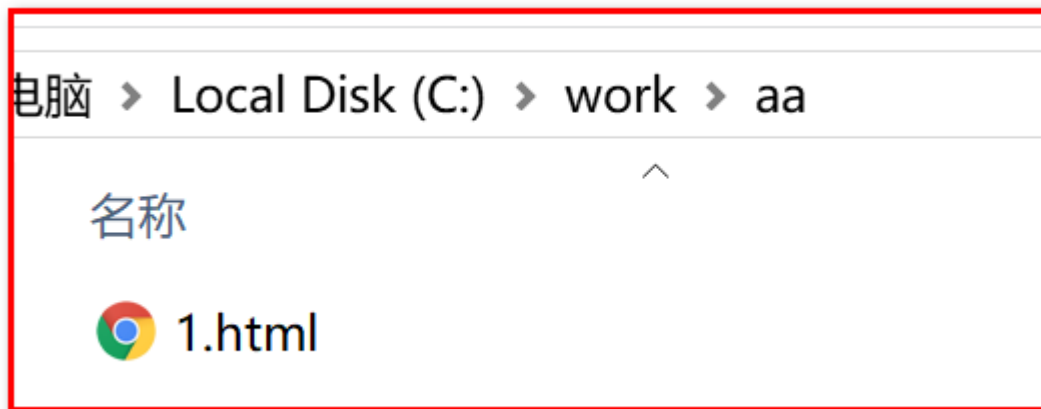 电脑 > Local Disk (C:) > work > aa
名称
1.html